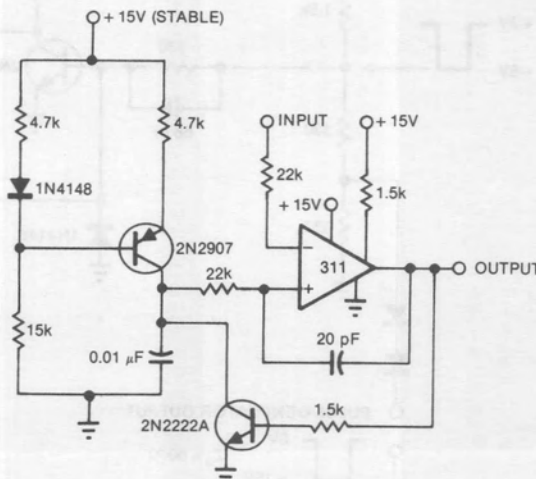 + 15V (STABLE)
4.7k
4.7k
INPUT
+ 15V
22k
1N4148
+ 15V
1.5k
2N2907
−
311
OUTPUT
22k
+
15k
20 pF
0.01 μF
2N2222A
1.5k